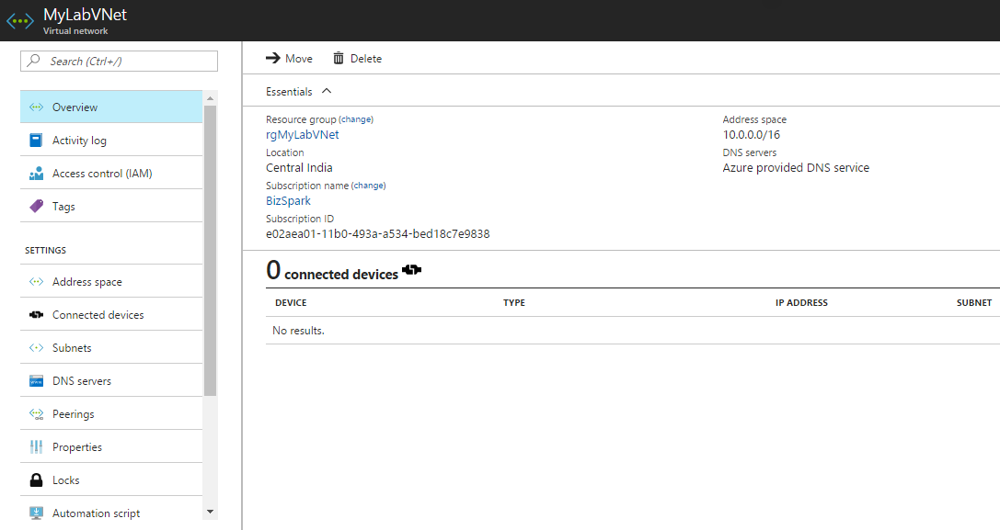 MyLabVNet
Virtual network
Search (Ctrl+/)
Overview
Activity log
Access control (IAM)
Tags
SETTINGS
Address space
Connected devices
Subnets
DNS servers
Peerings
Properties
Locks
Automation script
Move Delete
Essentials
Resource group (change)
rgMyLabVNet
Location
Central India
Subscription name (change)
BizSpark
Subscription ID
e02aea01-11b0-493a-a534-bed18c7e9838
Address space
10.0.0.0/16
DNS servers
Azure provided DNS service
0 connected devices
DEVICE TYPE IP ADDRESS SUBNET
No results.